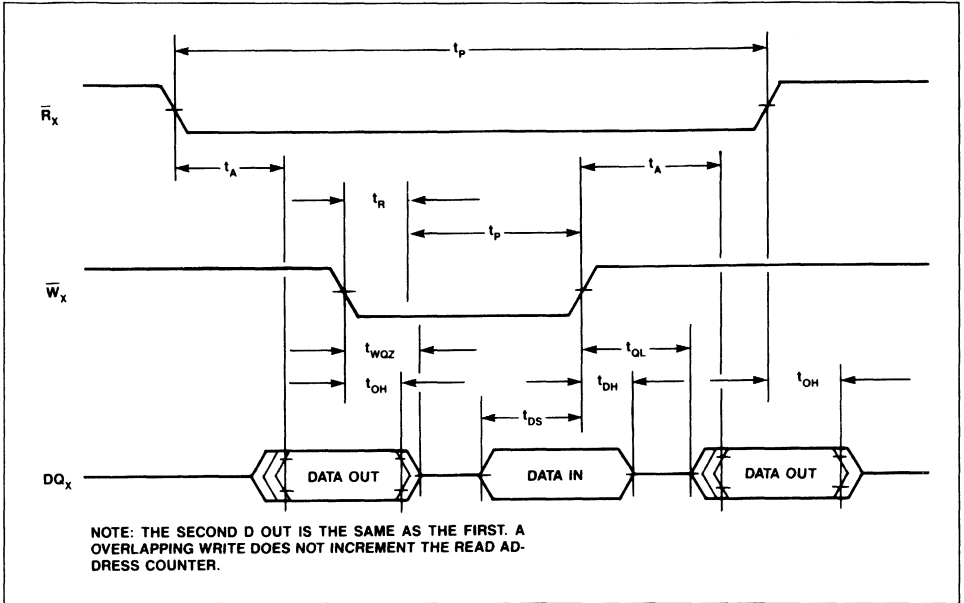 tP
R̅X
tA
tA
tR
tP
W̅X
tWQZ
tQL
tOH
tDH
tOH
tDS
DQX
DATA OUT
DATA IN
DATA OUT
NOTE: THE SECOND D OUT IS THE SAME AS THE FIRST. A
OVERLAPPING WRITE DOES NOT INCREMENT THE READ AD-
DRESS COUNTER.